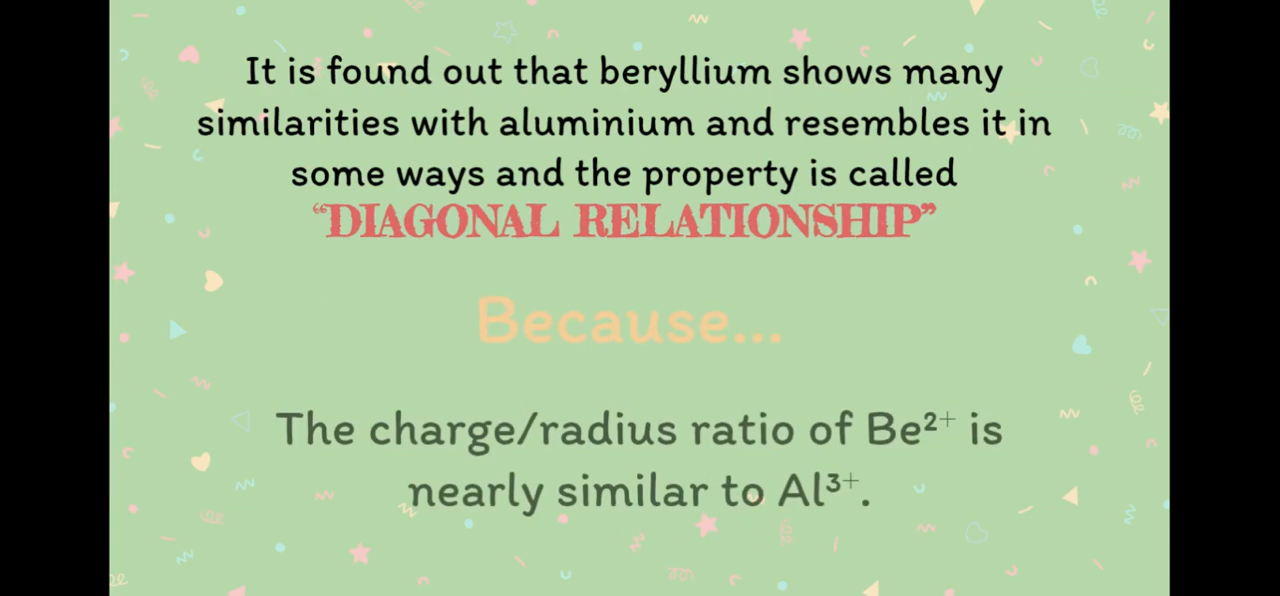 It is found out that beryllium shows many
similarities with aluminium and resembles it in
some ways and the property is called
“DIAGONAL RELATIONSHIP”
Because...
The charge/radius ratio of Be²⁺ is
nearly similar to Al³⁺.